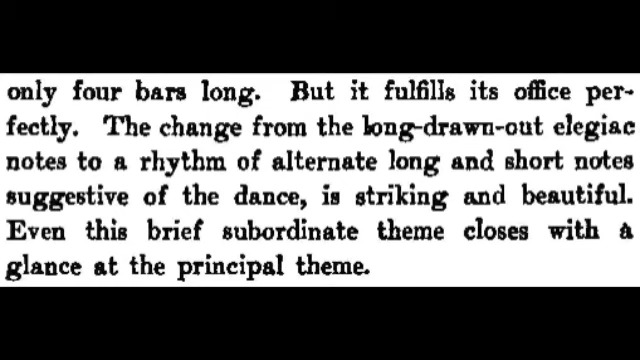 only four bars long. But it fulfills its office per-
fectly. The change from the long-drawn-out elegiac
notes to a rhythm of alternate long and short notes
suggestive of the dance, is striking and beautiful.
Even this brief subordinate theme closes with a
glance at the principal theme.